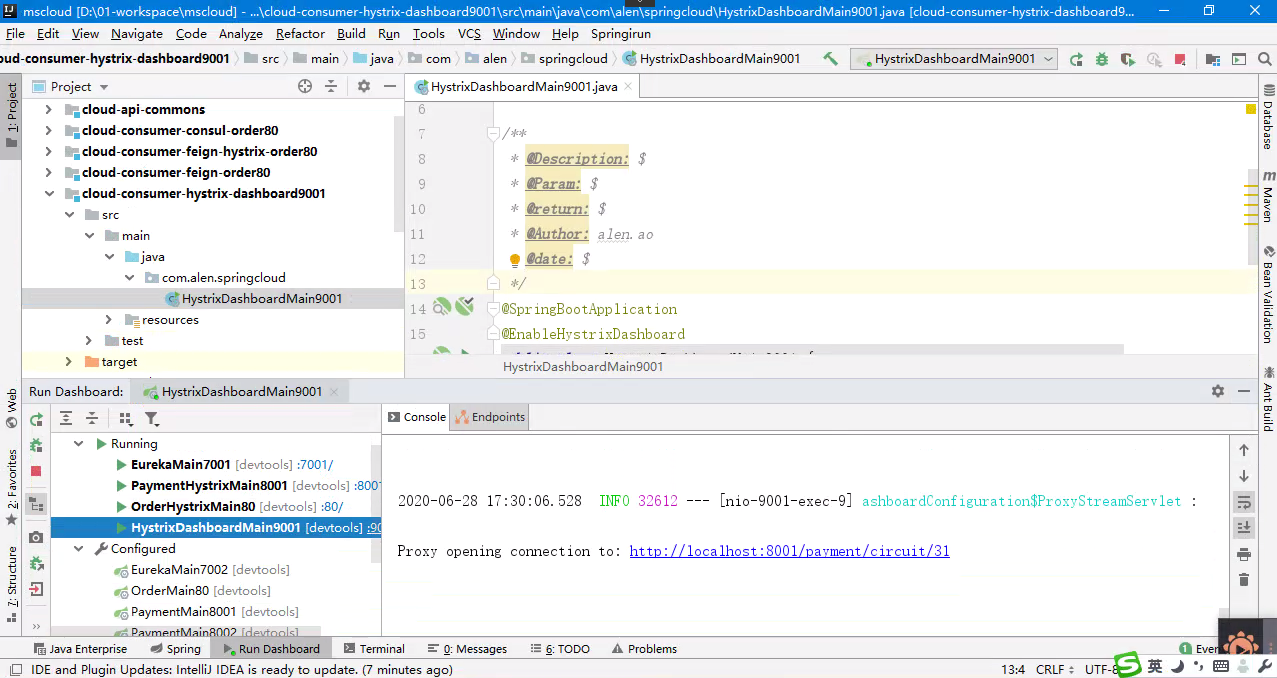 mscloud [D:\01-workspace\mscloud] - ...\cloud-consumer-hystrix-dashboard9001\src\main\java\com\alen\springcloud\HystrixDashboardMain9001.java [cloud-consumer-hystrix-dashboard9...
File Edit View Navigate Code Analyze Refactor Build Run Tools VCS Window Help Springirun
oud-consumer-hystrix-dashboard9001 src main java com alen springcloud HystrixDashboardMain9001 HystrixDashboardMain9001
Project HystrixDashboardMain9001.java
1: Project
cloud-api-commons
cloud-consumer-consul-order80
cloud-consumer-feign-hystrix-order80
cloud-consumer-feign-order80
cloud-consumer-hystrix-dashboard9001
src
main
java
com.alen.springcloud
HystrixDashboardMain9001
resources
test
target
6
7 /**
8 * @Description: $
9 * @Param: $
10 * @return: $
11 * @Author: alen.ao
12 * @date: $
13 */
14 @SpringBootApplication
15 @EnableHystrixDashboard
HystrixDashboardMain9001
Database
m
Maven
Bean Validation
Ant Build
Web
2: Favorites
7: Structure
Run Dashboard: HystrixDashboardMain9001
Console Endpoints
Running
EurekaMain7001 [devtools] :7001/
PaymentHystrixMain8001 [devtools] :8001
OrderHystrixMain80 [devtools] :80/
HystrixDashboardMain9001 [devtools] :90
Configured
EurekaMain7002 [devtools]
OrderMain80 [devtools]
PaymentMain8001 [devtools]
PaymentMain8002 [devtools]
2020-06-28 17:30:06.528 INFO 32612 --- [nio-9001-exec-9] ashboardConfiguration$ProxyStreamServlet :
Proxy opening connection to: http://localhost:8001/payment/circuit/31
Java Enterprise Spring Run Dashboard Terminal 0: Messages 6: TODO Problems 1 Even
IDE and Plugin Updates: IntelliJ IDEA is ready to update. (7 minutes ago) 13:4 CRLF UTF-8 S 英